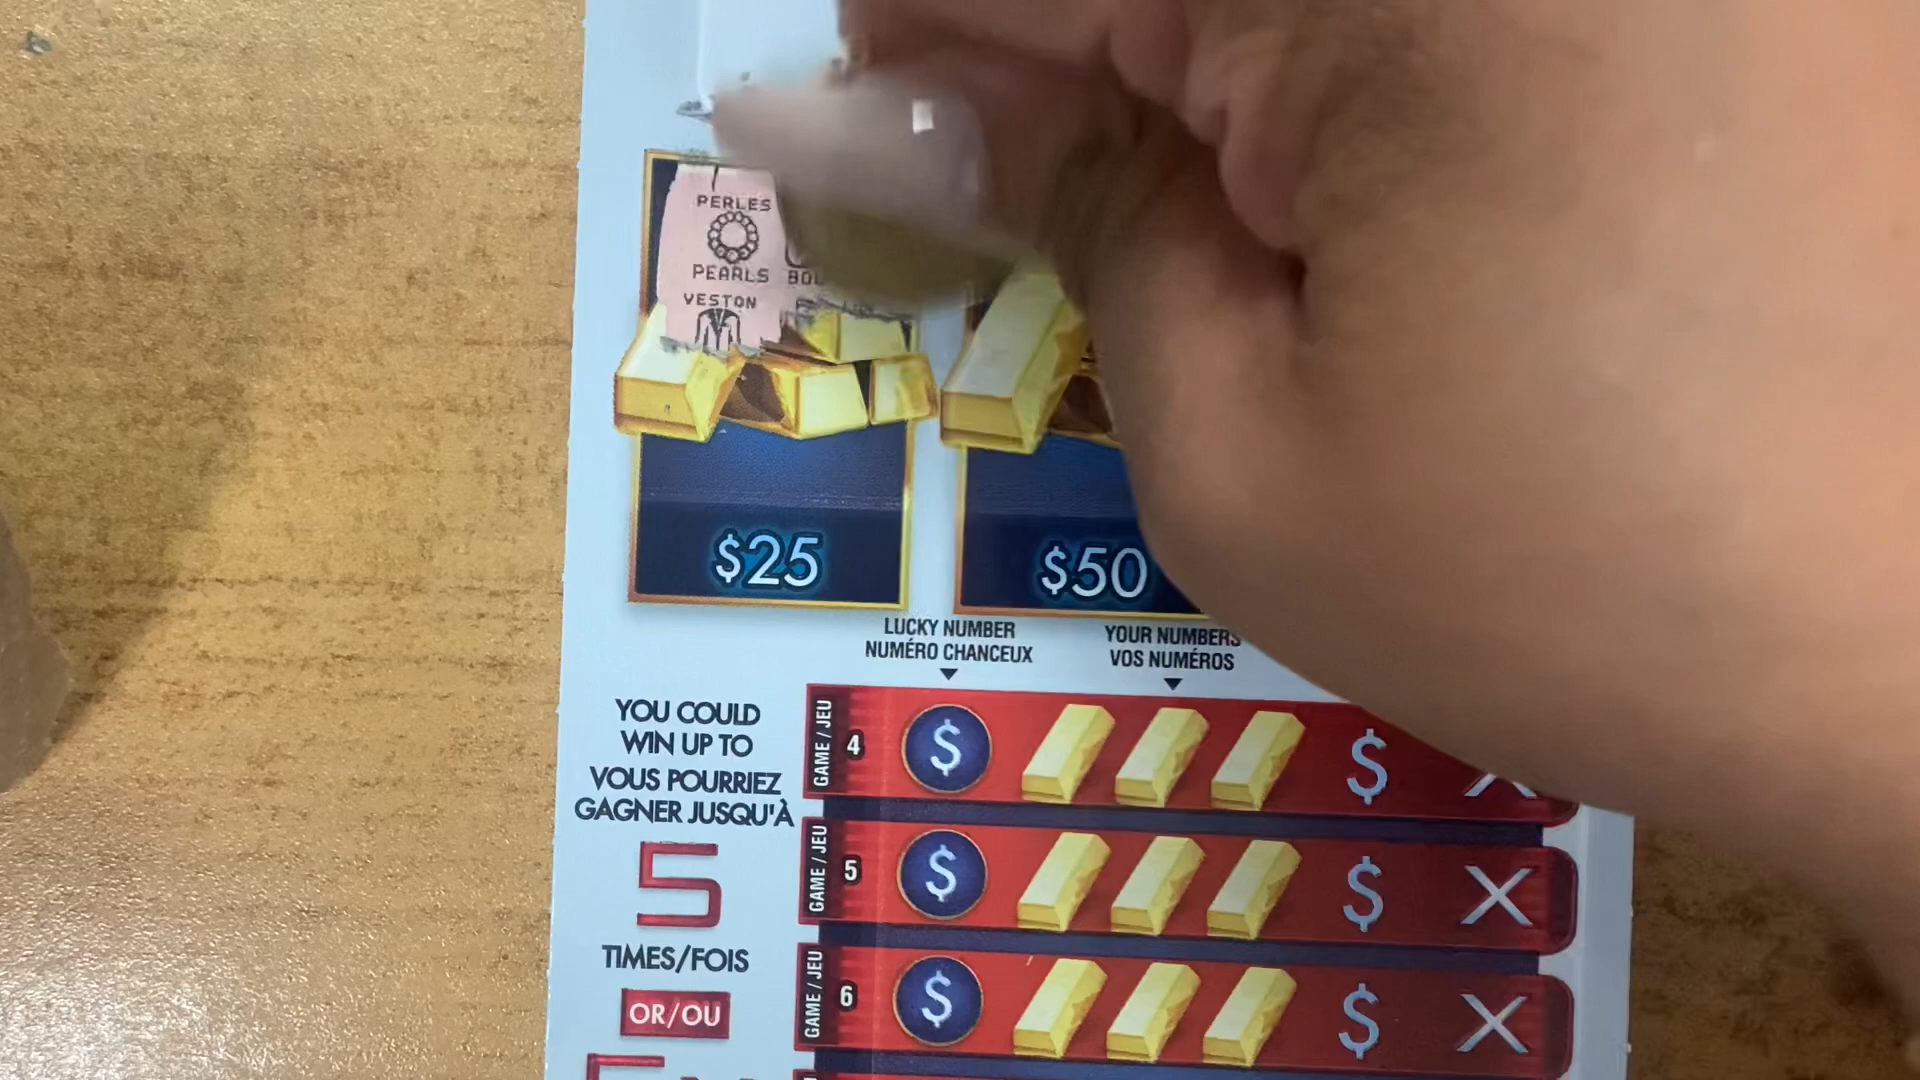 PERLES
PEARLS
VESTON
$25
$50
LUCKY NUMBER
NUMÉRO CHANCEUX
YOUR NUMBERS
VOS NUMÉROS
YOU COULD
WIN UP TO
VOUS POURRIEZ
GAGNER JUSQU'À
5
TIMES/FOIS
OR/OU
GAME / JEU
4
$
$
X
GAME / JEU
5
$
$
X
GAME / JEU
6
$
$
X